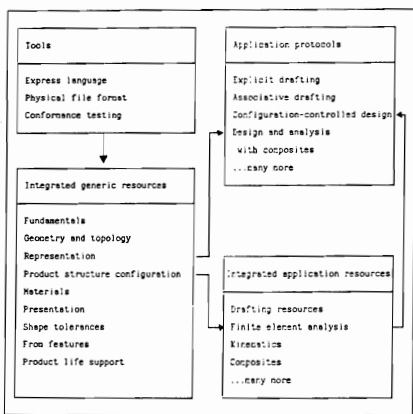 Tools
Express language
Physical file format
Conformance testing
Application protocols
Explicit drafting
Associative drafting
Configuration-controlled design
Design and analysis
with composites
...many more
Integrated generic resources
Fundamentals
Geometry and topology
Representation
Product structure configuration
Materials
Presentation
Shape tolerances
From features
Product life support
Integrated application resources
Drafting resources
Finite element analysis
Kinematics
Composites
...many more